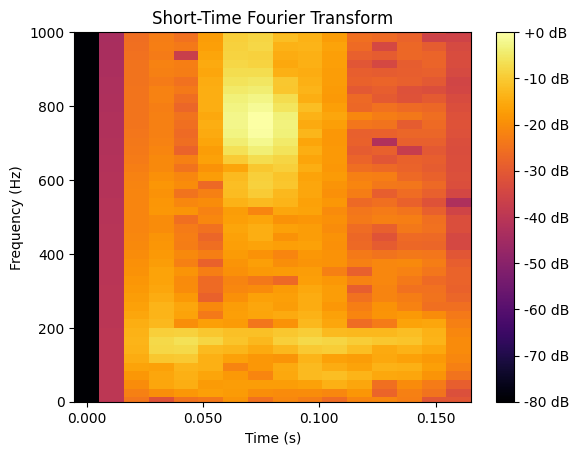 Short-Time Fourier Transform
1000
800
600
400
200
0
Frequency (Hz)
0.000
0.050
0.100
0.150
Time (s)
+0 dB
-10 dB
-20 dB
-30 dB
-40 dB
-50 dB
-60 dB
-70 dB
-80 dB